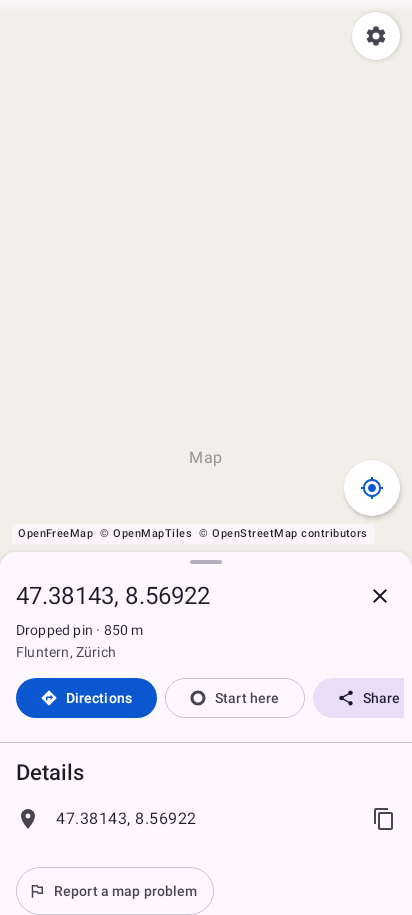 Map
OpenFreeMap © OpenMapTiles © OpenStreetMap contributors
47.38143, 8.56922
Dropped pin · 850 m
Fluntern, Zürich
Directions
Start here
Share
Details
47.38143, 8.56922
Report a map problem